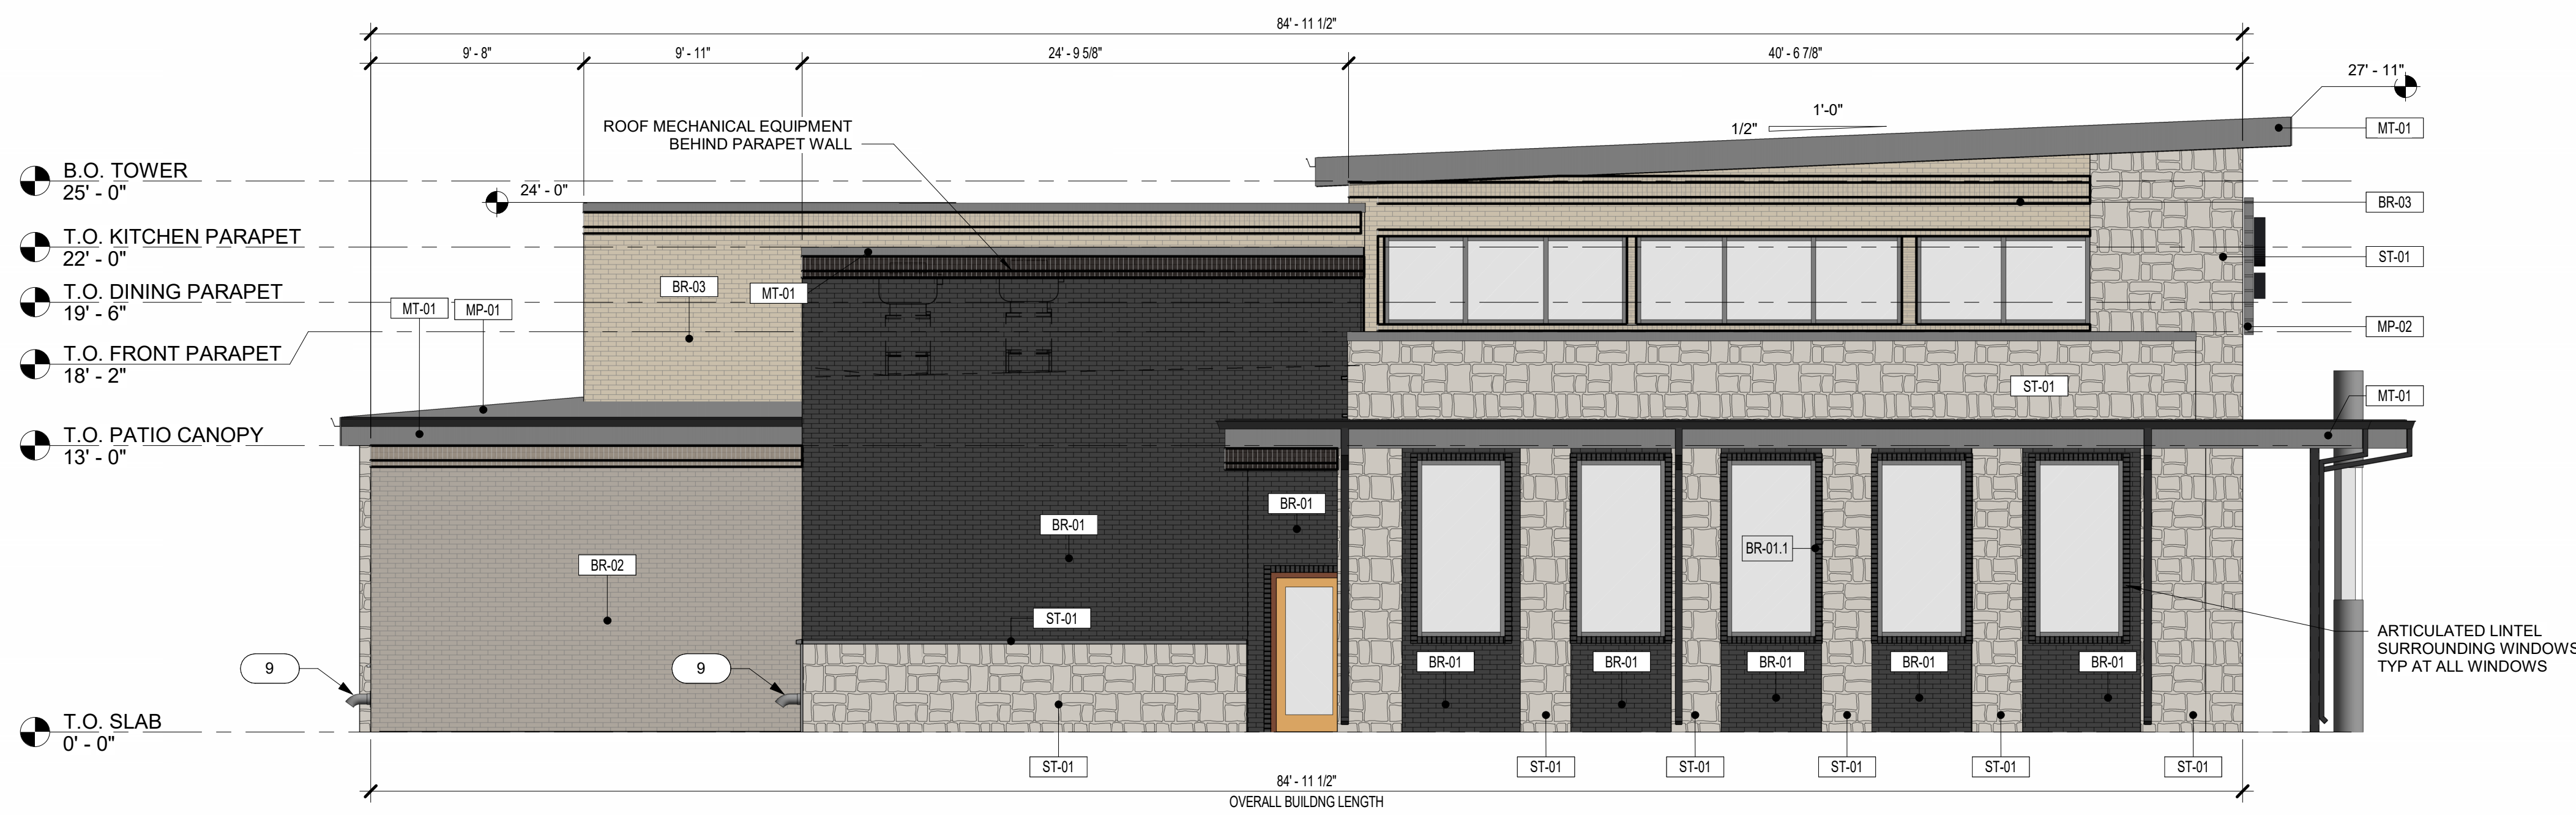 84' - 11 1/2"
9' - 8"
9' - 11"
24' - 9 5/8"
40' - 6 7/8"
27' - 11"
1'-0"
1/2"
MT-01
ROOF MECHANICAL EQUIPMENT
BEHIND PARAPET WALL
B.O. TOWER
25' - 0"
24' - 0"
BR-03
T.O. KITCHEN PARAPET
22' - 0"
ST-01
T.O. DINING PARAPET
19' - 6"
BR-03
MT-01
MT-01
MP-01
MP-02
T.O. FRONT PARAPET
18' - 2"
ST-01
MT-01
T.O. PATIO CANOPY
13' - 0"
BR-01
BR-01
BR-01.1
BR-02
ST-01
ARTICULATED LINTEL
SURROUNDING WINDOWS
TYP AT ALL WINDOWS
9
9
BR-01
BR-01
BR-01
BR-01
BR-01
T.O. SLAB
0' - 0"
ST-01
ST-01
ST-01
ST-01
ST-01
ST-01
84' - 11 1/2"
OVERALL BUILDNG LENGTH